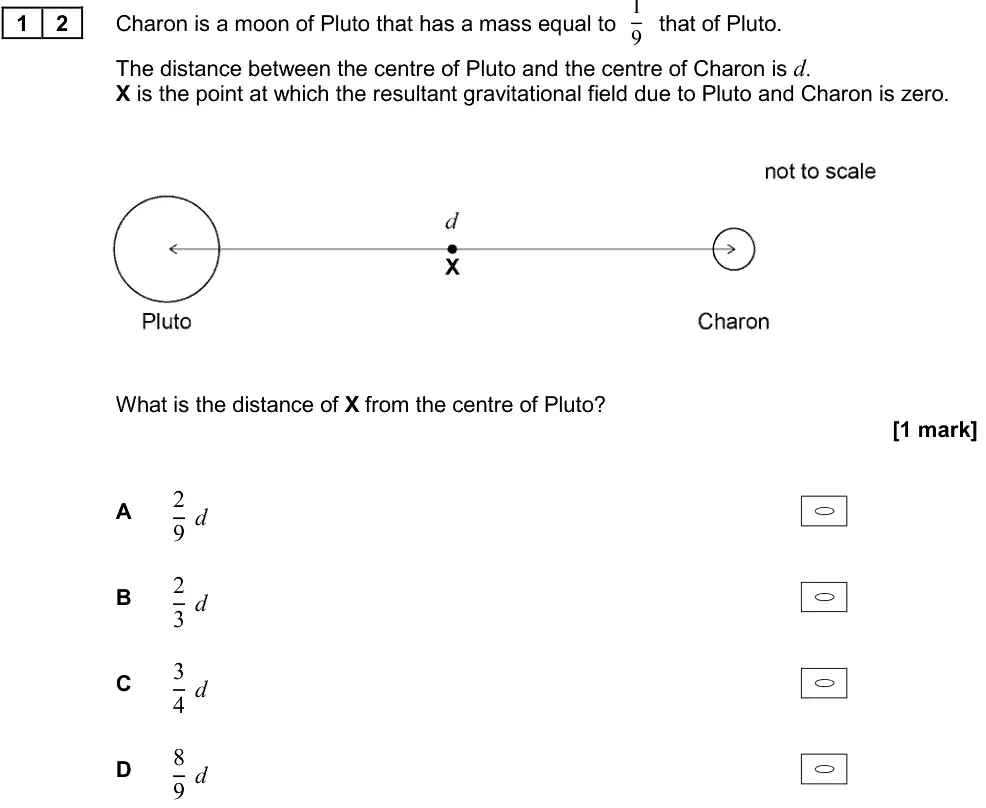 1 2 Charon is a moon of Pluto that has a mass equal to 1/9 that of Pluto.
The distance between the centre of Pluto and the centre of Charon is d.
X is the point at which the resultant gravitational field due to Pluto and Charon is zero.
not to scale
d
X
Pluto Charon
What is the distance of X from the centre of Pluto?
[1 mark]
A 2/9 d
B 2/3 d
C 3/4 d
D 8/9 d